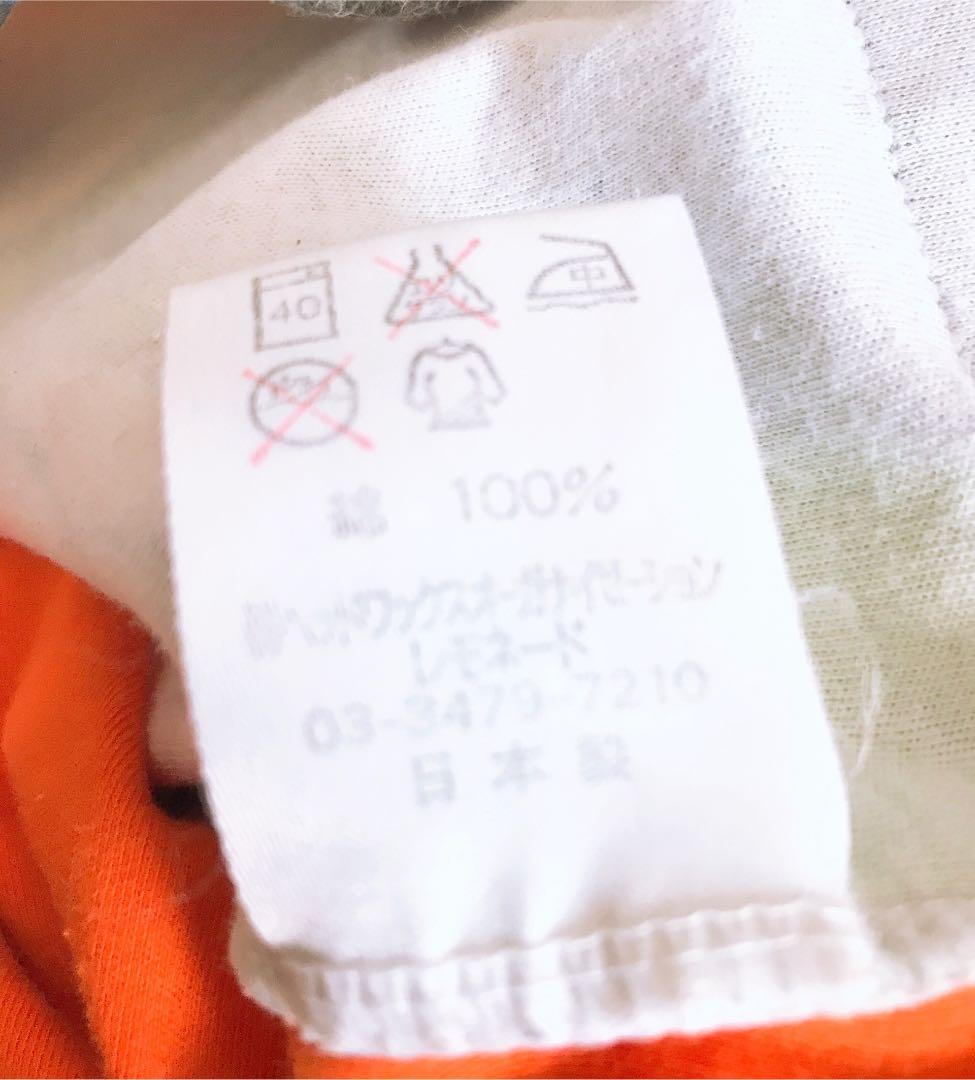 40
中
綿 100%
ヘッドワックスオーガナイゼーション
レモネード
03-3479-7210
日本製